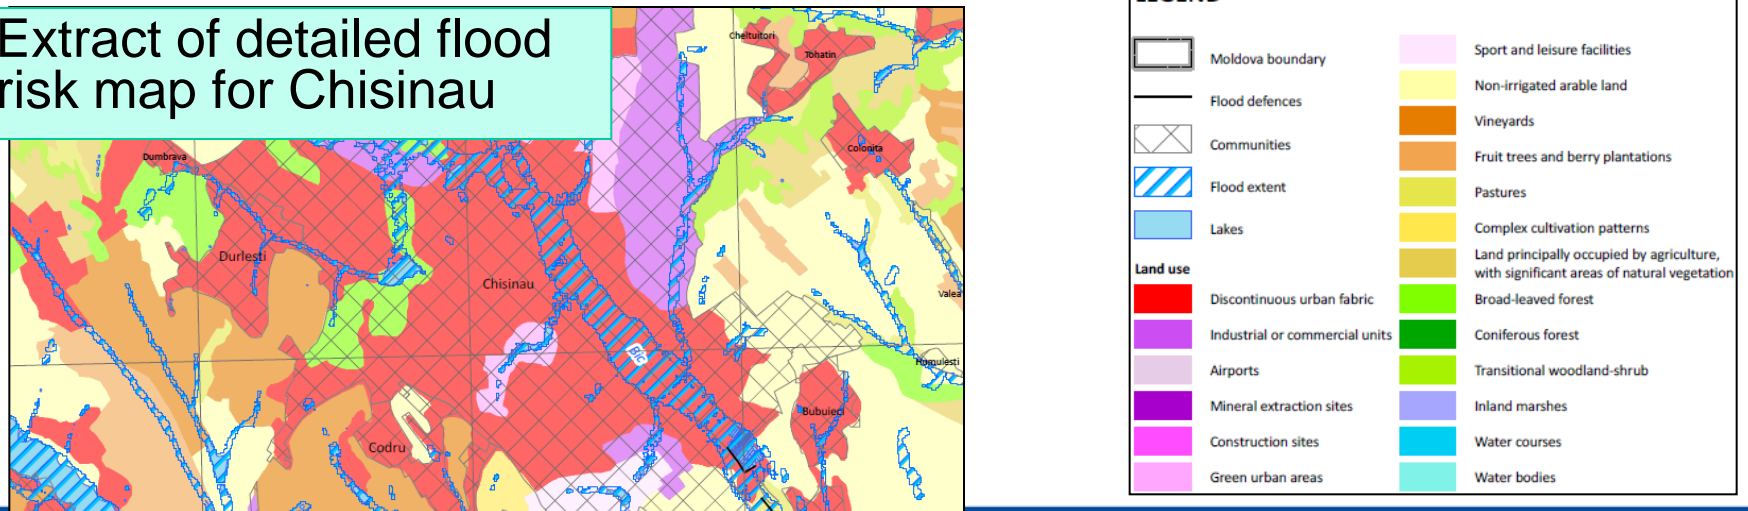 Extract of detailed flood
risk map for Chisinau
Cheltuitori
Tohatin
Dumbrava
Colonita
Durlesti
Chisinau
Valea
BIC
Humulesti
Bubuieci
Codru
LEGEND
Moldova boundary
Flood defences
Communities
Flood extent
Lakes
Land use
Discontinuous urban fabric
Industrial or commercial units
Airports
Mineral extraction sites
Construction sites
Green urban areas
Sport and leisure facilities
Non-irrigated arable land
Vineyards
Fruit trees and berry plantations
Pastures
Complex cultivation patterns
Land principally occupied by agriculture,
with significant areas of natural vegetation
Broad-leaved forest
Coniferous forest
Transitional woodland-shrub
Inland marshes
Water courses
Water bodies